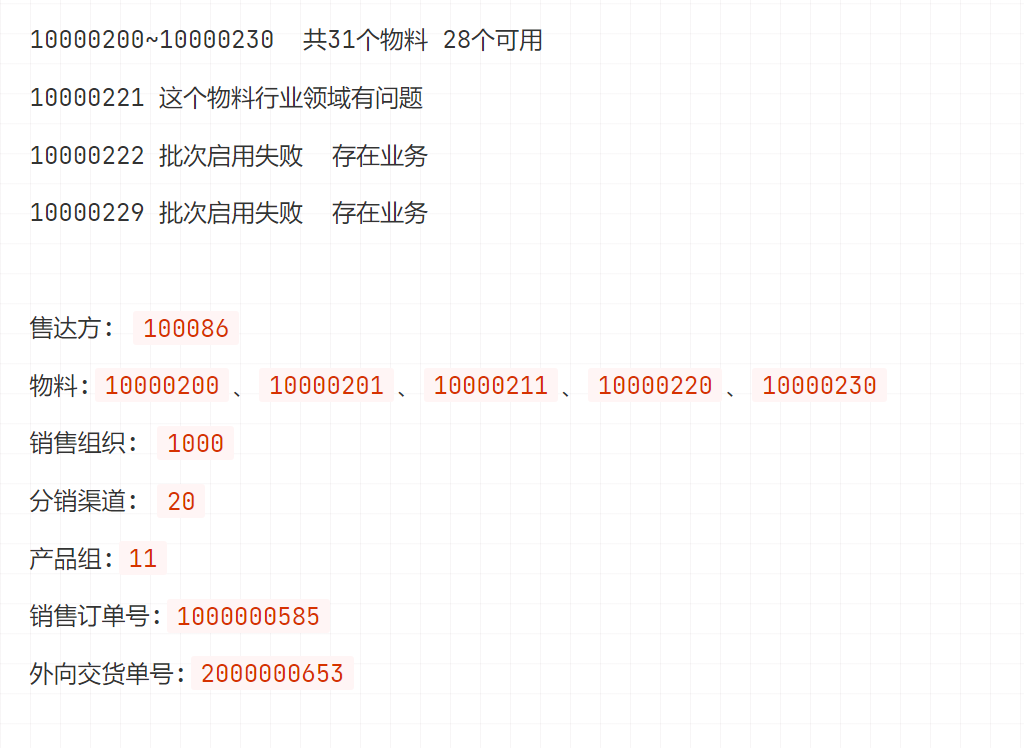 10000200~10000230  共31个物料 28个可用
10000221 这个物料行业领域有问题
10000222 批次启用失败  存在业务
10000229 批次启用失败  存在业务
售达方： 100086
物料：10000200、10000201、10000211、10000220、10000230
销售组织： 1000
分销渠道： 20
产品组：11
销售订单号：1000000585
外向交货单号：2000000653